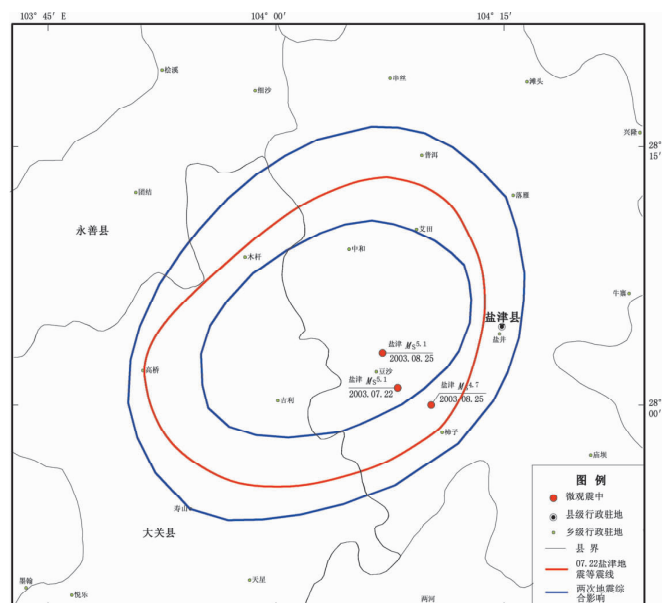 103° 45′ E
104° 00′
104° 15′
桧溪
细沙
串丝
滩头
兴隆
28°
15′
普洱
团结
落雁
艾田
永善县
中和
木杆
牛寨
盐津县
盐井
盐津 MS5.1
2003.08.25
高桥
豆沙
盐津 MS5.1
2003.07.22
盐津 MS4.7
2003.08.25
吉利
28°
00′
柿子
庙坝
寿山
大关县
墨翰
悦乐
天星
两河
图 例
微观震中
县级行政驻地
乡级行政驻地
县 界
07.22盐津地
震等震线
两次地震综
合影响